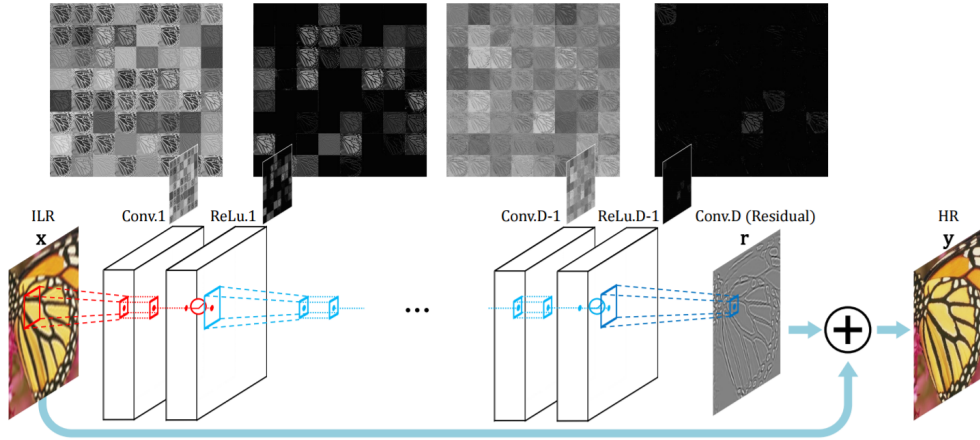 ILR
x
Conv.1
ReLu.1
...
Conv.D-1
ReLu.D-1
Conv.D (Residual)
r
HR
y